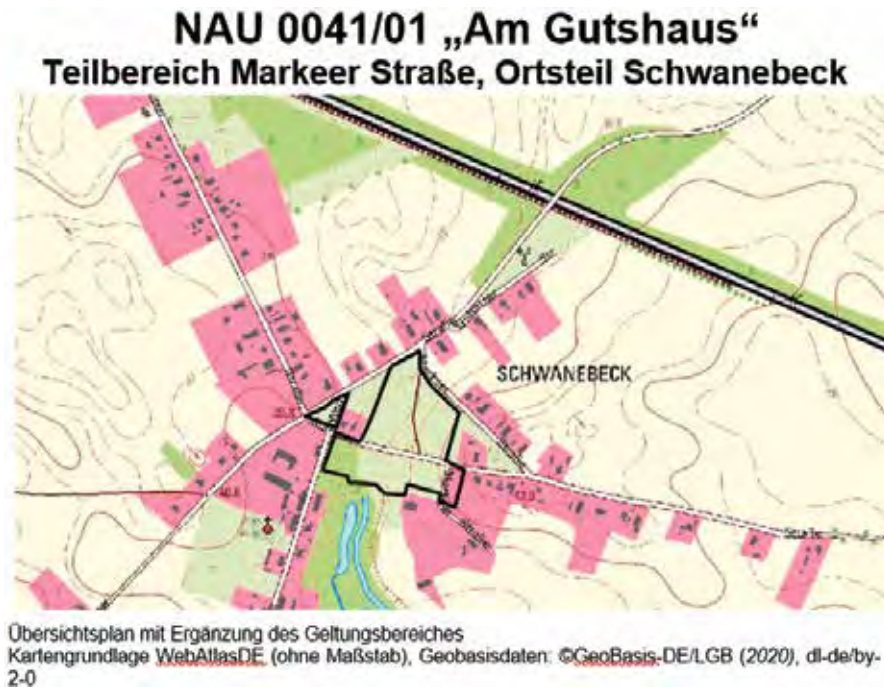 NAU 0041/01 „Am Gutshaus“
Teilbereich Markeer Straße, Ortsteil Schwanebeck
SCHWANEBECK
Straße
Übersichtsplan mit Ergänzung des Geltungsbereiches
Kartengrundlage WebAtlasDE (ohne Maßstab), Geobasisdaten: ©GeoBasis-DE/LGB (2020), dl-de/by-
2-0